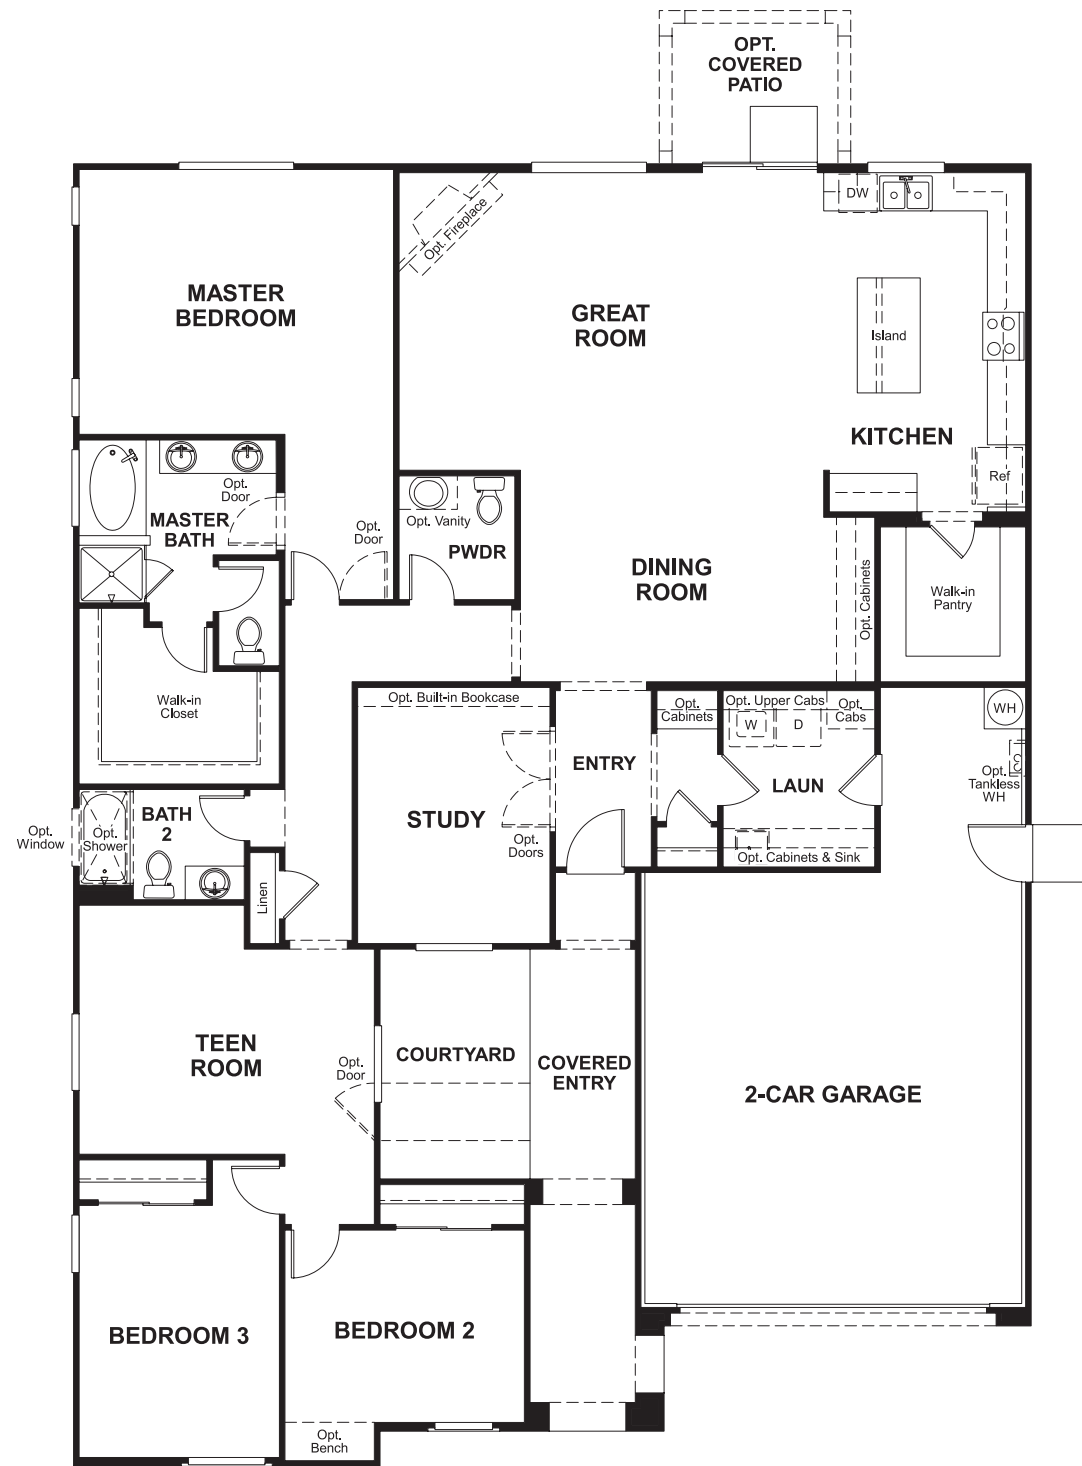 OPT.
COVERED
PATIO
DW
Opt. Fireplace
MASTER
BEDROOM
GREAT
ROOM
Island
KITCHEN
Ref
Opt.
Door
MASTER
BATH
Opt.
Door
Opt. Vanity
PWDR
DINING
ROOM
Opt. Cabinets
Walk-in
Pantry
Walk-in
Closet
Opt. Built-in Bookcase
Opt.
Cabinets
Opt. Upper Cabs
Opt.
Cabs
W
D
WH
ENTRY
LAUN
Opt.
Tankless
WH
Opt.
Window
Opt.
Shower
BATH
2
STUDY
Opt.
Doors
Opt. Cabinets & Sink
Linen
TEEN
ROOM
Opt.
Door
COURTYARD
COVERED
ENTRY
2-CAR GARAGE
BEDROOM 3
BEDROOM 2
Opt.
Bench